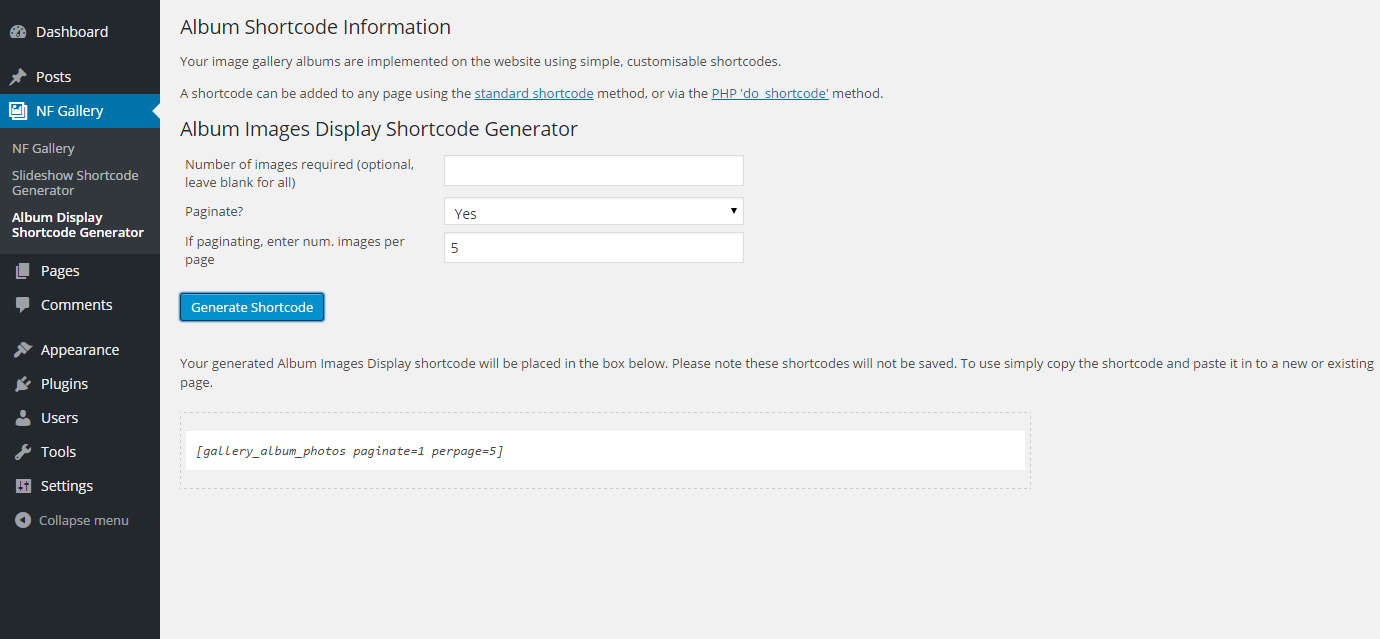 Dashboard
Posts
NF Gallery
NF Gallery
Slideshow Shortcode
Generator
Album Display
Shortcode Generator
Pages
Comments
Appearance
Plugins
Users
Tools
Settings
Collapse menu
Album Shortcode Information
Your image gallery albums are implemented on the website using simple, customisable shortcodes.
A shortcode can be added to any page using the standard shortcode method, or via the PHP 'do_shortcode' method.
Album Images Display Shortcode Generator
Number of images required (optional,
leave blank for all)
Paginate?
Yes
If paginating, enter num. images per
page
5
Generate Shortcode
Your generated Album Images Display shortcode will be placed in the box below. Please note these shortcodes will not be saved. To use simply copy the shortcode and paste it in to a new or existing
page.
[gallery_album_photos paginate=1 perpage=5]